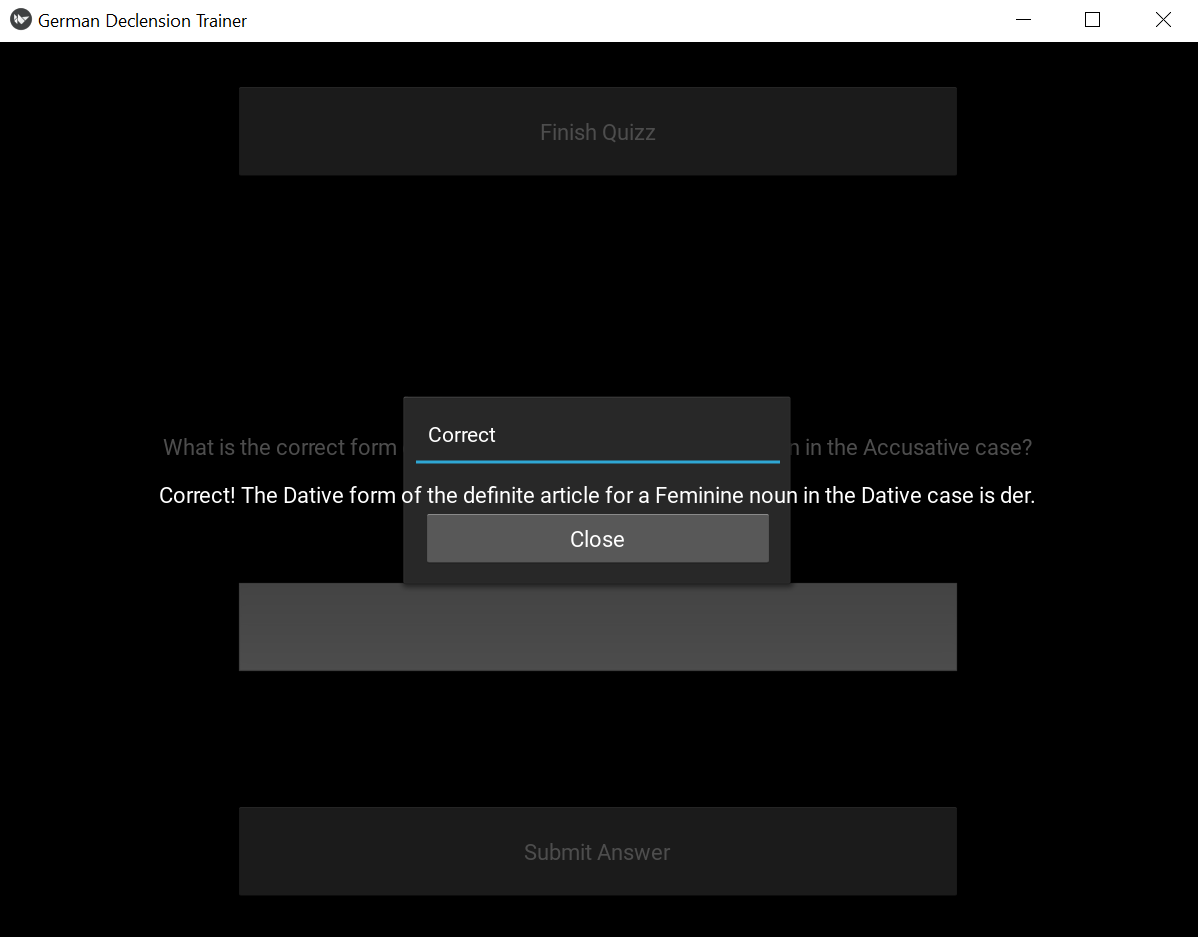 German Declension Trainer
Finish Quizz
Correct
What is the correct form in the Accusative case?
Correct! The Dative form of the definite article for a Feminine noun in the Dative case is der.
Close
Submit Answer